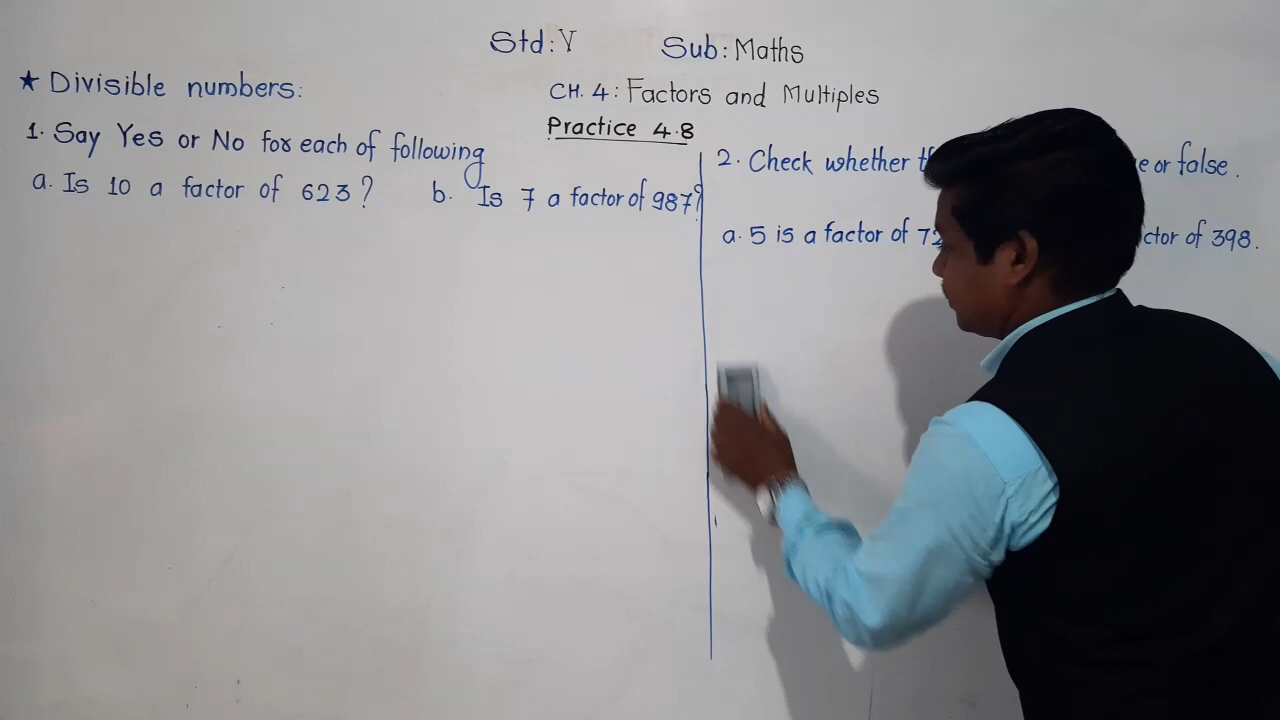 Std: V Sub: Maths
★ Divisible numbers:
CH. 4: Factors and Multiples
Practice 4.8
1. Say Yes or No for each of following
a. Is 10 a factor of 623? b. Is 7 a factor of 987?
2. Check whether or false.
a. 5 is a factor of of 398.